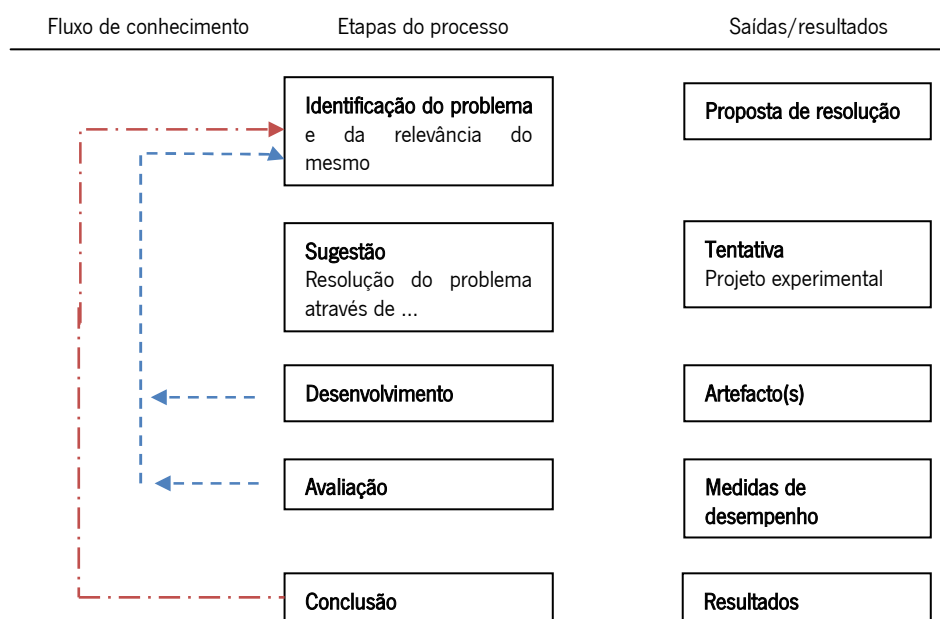 Fluxo de conhecimento
Etapas do processo
Saídas/resultados
Identificação do problema
e da relevância do
mesmo
Proposta de resolução
Sugestão
Resolução do problema
através de ...
Tentativa
Projeto experimental
Desenvolvimento
Artefacto(s)
Avaliação
Medidas de
desempenho
Conclusão
Resultados